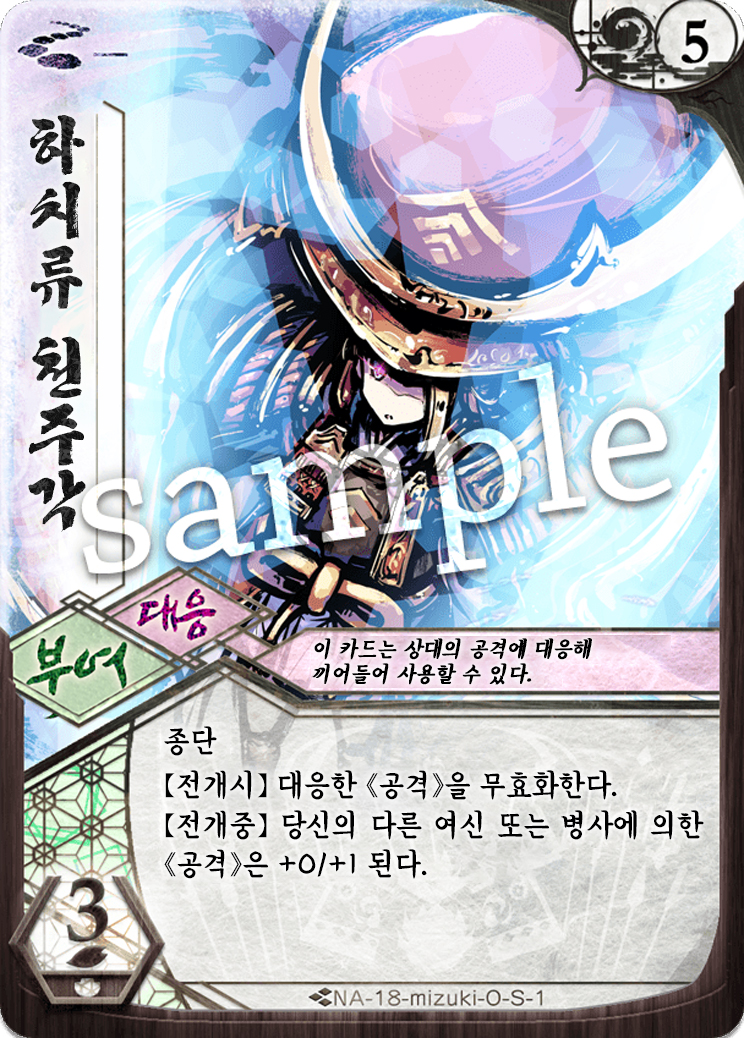 5
하치류 천주각
sample
대응
부여
이 카드는 상대의 공격에 대응해
끼어들어 사용할 수 있다.
종단
【전개시】 대응한 《공격》을 무효화한다.
【전개중】 당신의 다른 여신 또는 병사에 의한
《공격》은 +0/+1 된다.
3
NA-18-mizuki-O-S-1